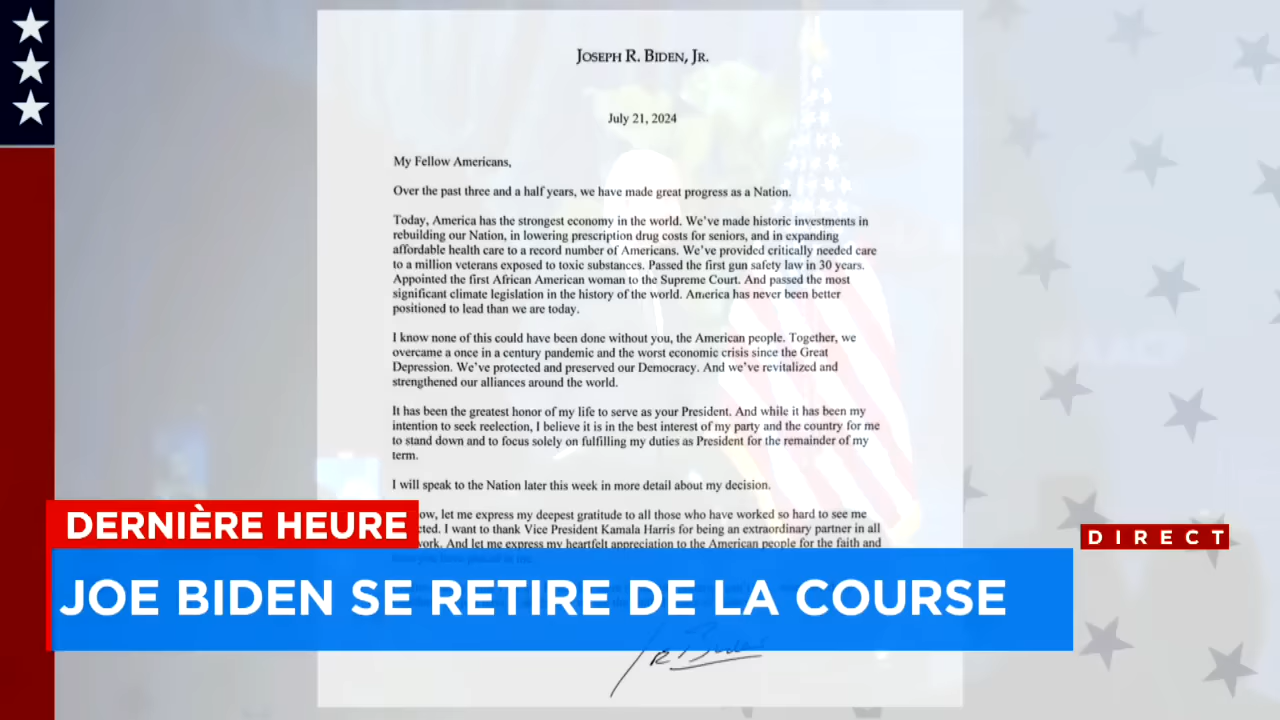 JOSEPH R. BIDEN, JR.
July 21, 2024
My Fellow Americans,
Over the past three and a half years, we have made great progress as a Nation.
Today, America has the strongest economy in the world. We've made historic investments in
rebuilding our Nation, in lowering prescription drug costs for seniors, and in expanding
affordable health care to a record number of Americans. We've provided critically needed care
to a million veterans exposed to toxic substances. Passed the first gun safety law in 30 years.
Appointed the first African American woman to the Supreme Court. And passed the most
significant climate legislation in the history of the world. America has never been better
positioned to lead than we are today.
I know none of this could have been done without you, the American people. Together, we
overcame a once in a century pandemic and the worst economic crisis since the Great
Depression. We've protected and preserved our Democracy. And we've revitalized and
strengthened our alliances around the world.
It has been the greatest honor of my life to serve as your President. And while it has been my
intention to seek reelection, I believe it is in the best interest of my party and the country for me
to stand down and to focus solely on fulfilling my duties as President for the remainder of my
term.
I will speak to the Nation later this week in more detail about my decision.
let me express my deepest gratitude to all those who have worked so hard to see me
I want to thank Vice President Kamala Harris for being an extraordinary partner in all
And let me express my heartfelt appreciation to the American people for the faith and
DERNIÈRE HEURE
DIRECT
JOE BIDEN SE RETIRE DE LA COURSE